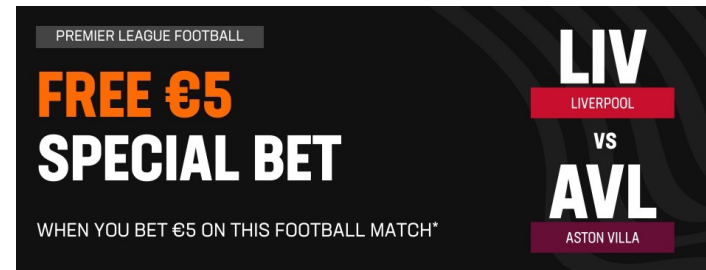 PREMIER LEAGUE FOOTBALL
FREE €5
SPECIAL BET
WHEN YOU BET €5 ON THIS FOOTBALL MATCH*
LIV
LIVERPOOL
VS
AVL
ASTON VILLA